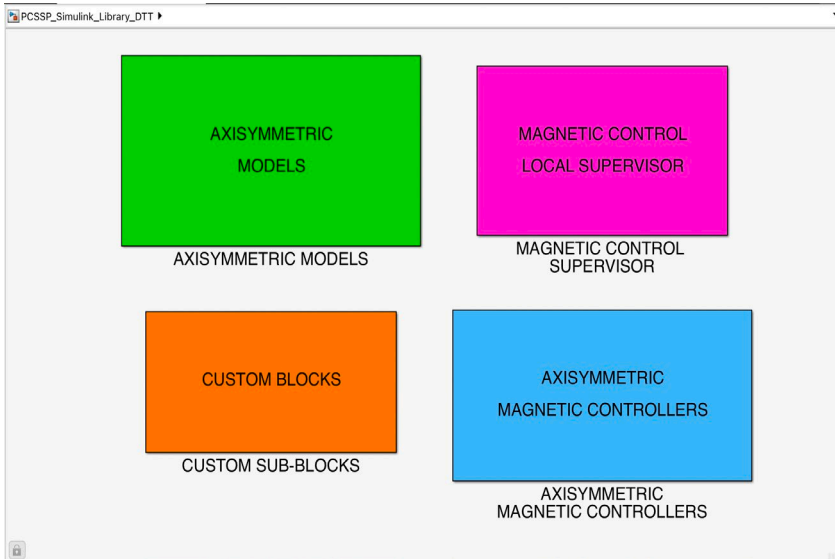 PCSSP_Simulink_Library_DTT
AXISYMMETRIC
MODELS
AXISYMMETRIC MODELS
MAGNETIC CONTROL
LOCAL SUPERVISOR
MAGNETIC CONTROL
SUPERVISOR
CUSTOM BLOCKS
CUSTOM SUB-BLOCKS
AXISYMMETRIC
MAGNETIC CONTROLLERS
AXISYMMETRIC
MAGNETIC CONTROLLERS